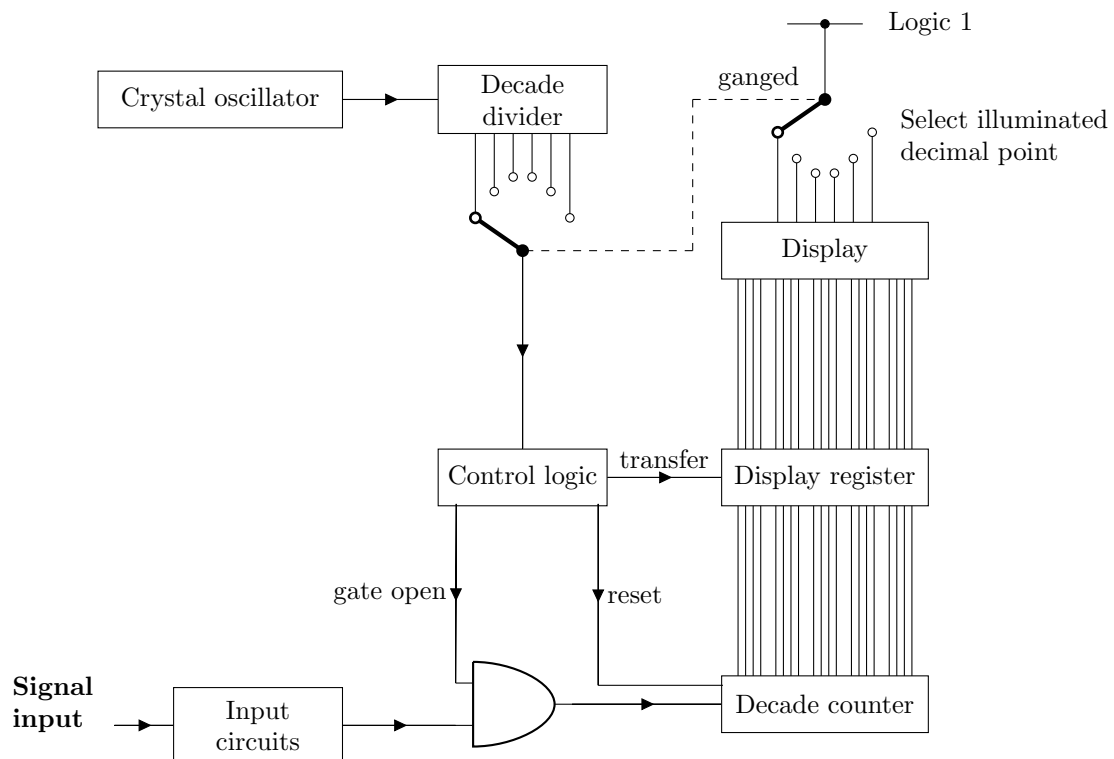 Logic 1
ganged
Crystal oscillator
Decade
divider
Select illuminated
decimal point
Display
Control logic
transfer
Display register
gate open
reset
Signal
input
Input
circuits
Decade counter